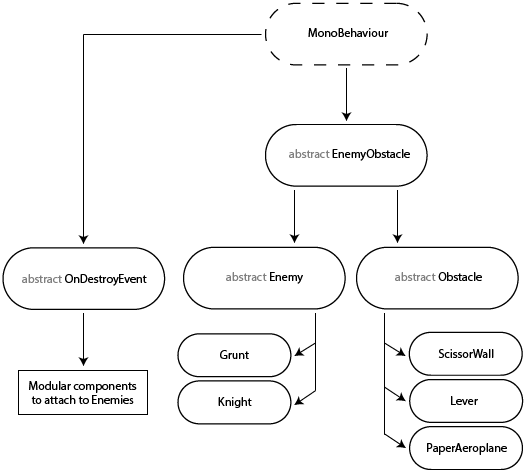 MonoBehaviour
abstract EnemyObstacle
abstract OnDestroyEvent
abstract Enemy
abstract Obstacle
Grunt
ScissorWall
Modular components
to attach to Enemies
Knight
Lever
PaperAeroplane